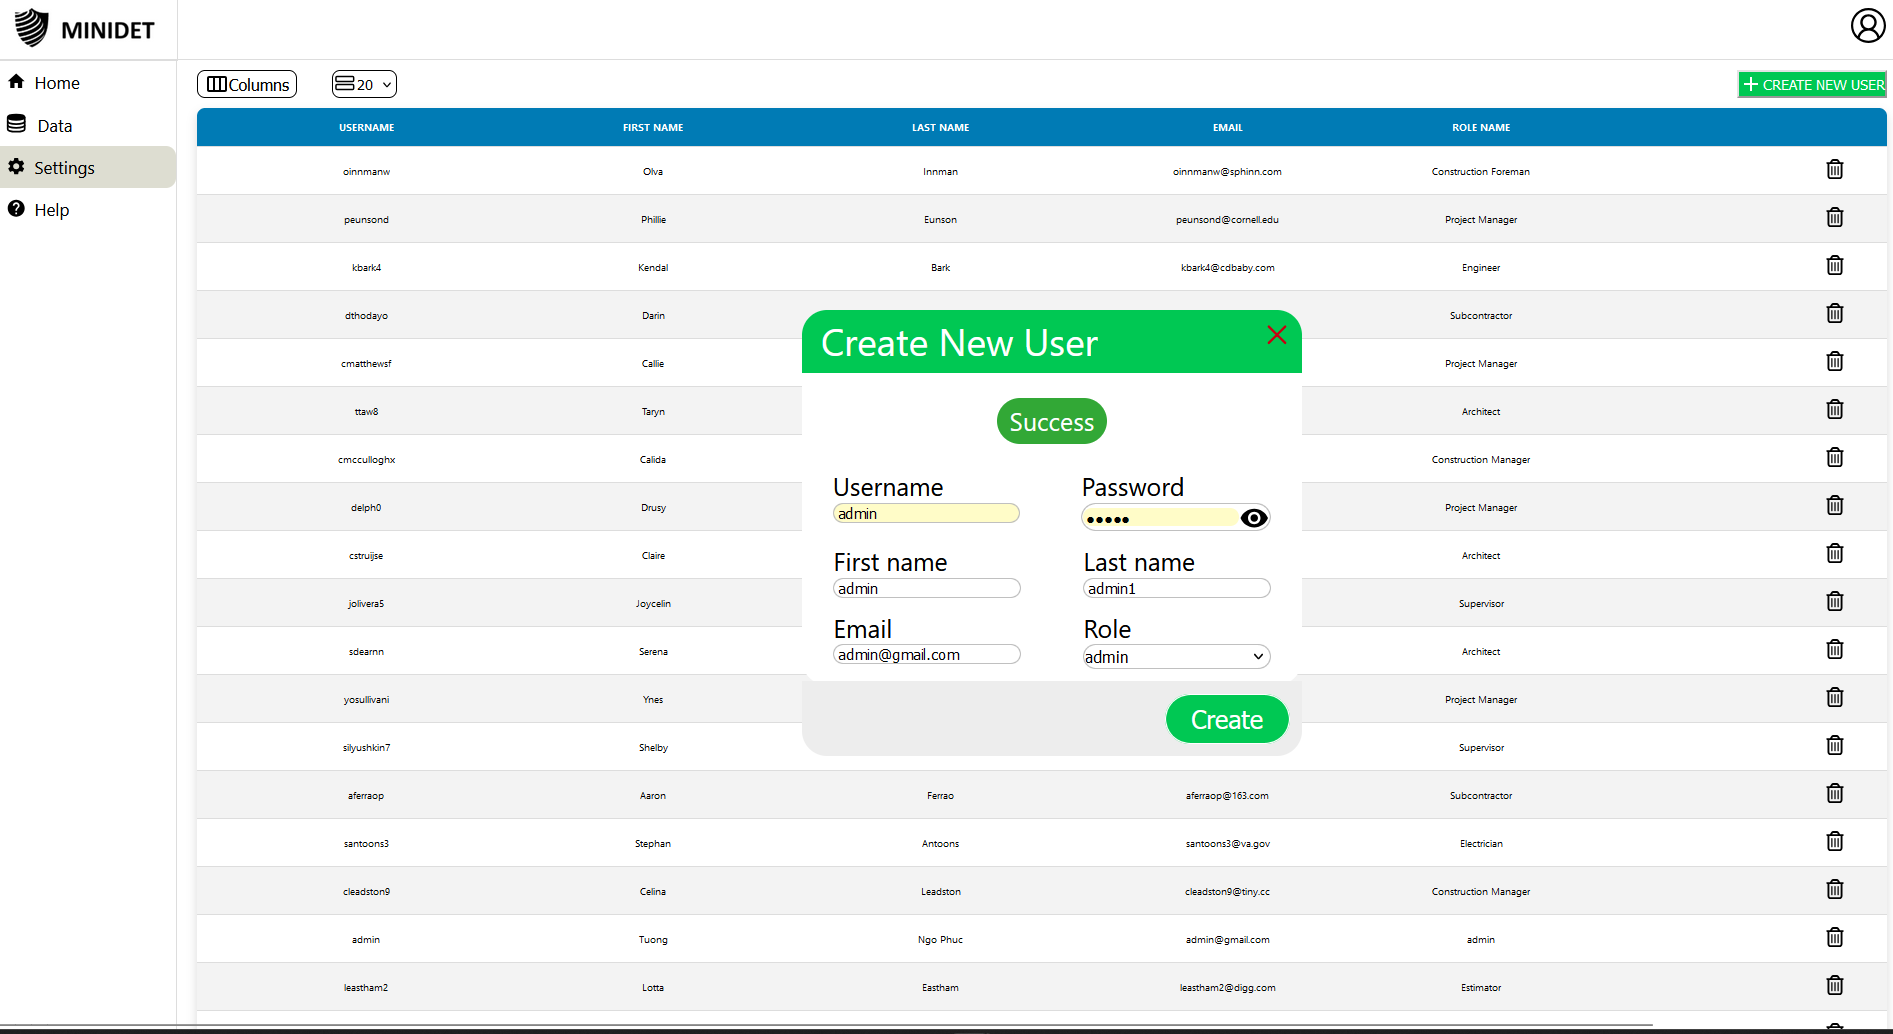 MINIDET
Home
Data
Settings
Help
Columns
20
CREATE NEW USER
USERNAME FIRST NAME LAST NAME EMAIL ROLE NAME
oinnmanw Olva Innman oinnmanw@sphinn.com Construction Foreman
peunsond Phillie Eunson peunsond@cornell.edu Project Manager
kbark4 Kendal Bark kbark4@cdbaby.com Engineer
dthodayo Darin Subcontractor
cmatthewsf Callie Project Manager
ttaw8 Taryn Architect
cmcculloghx Calida Construction Manager
delph0 Drusy Project Manager
cstruijse Claire Architect
jolivera5 Joycelin Supervisor
sdearnn Serena Architect
yosullivani Ynes Project Manager
silyushkin7 Shelby Supervisor
aferraop Aaron Ferrao aferraop@163.com Subcontractor
santoons3 Stephan Antoons santoons3@va.gov Electrician
cleadston9 Celina Leadston cleadston9@tiny.cc Construction Manager
admin Tuong Ngo Phuc admin@gmail.com admin
leastham2 Lotta Eastham leastham2@digg.com Estimator
Create New User
Success
Username Password
admin •••••
First name Last name
admin admin1
Email Role
admin@gmail.com admin
Create